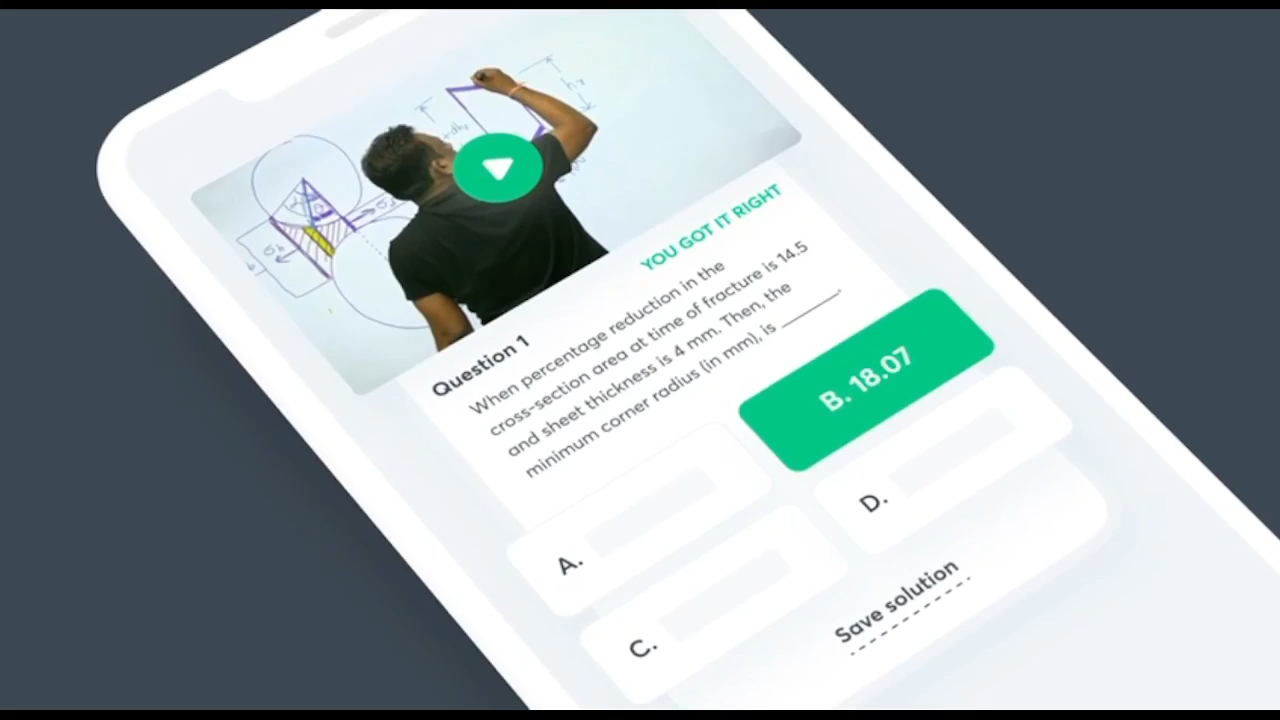 YOU GOT IT RIGHT
Question 1
When percentage reduction in the
cross-section area at time of fracture is 14.5
and sheet thickness is 4 mm. Then, the
minimum corner radius (in mm), is ________.
A.
B. 18.07
C.
D.
Save solution